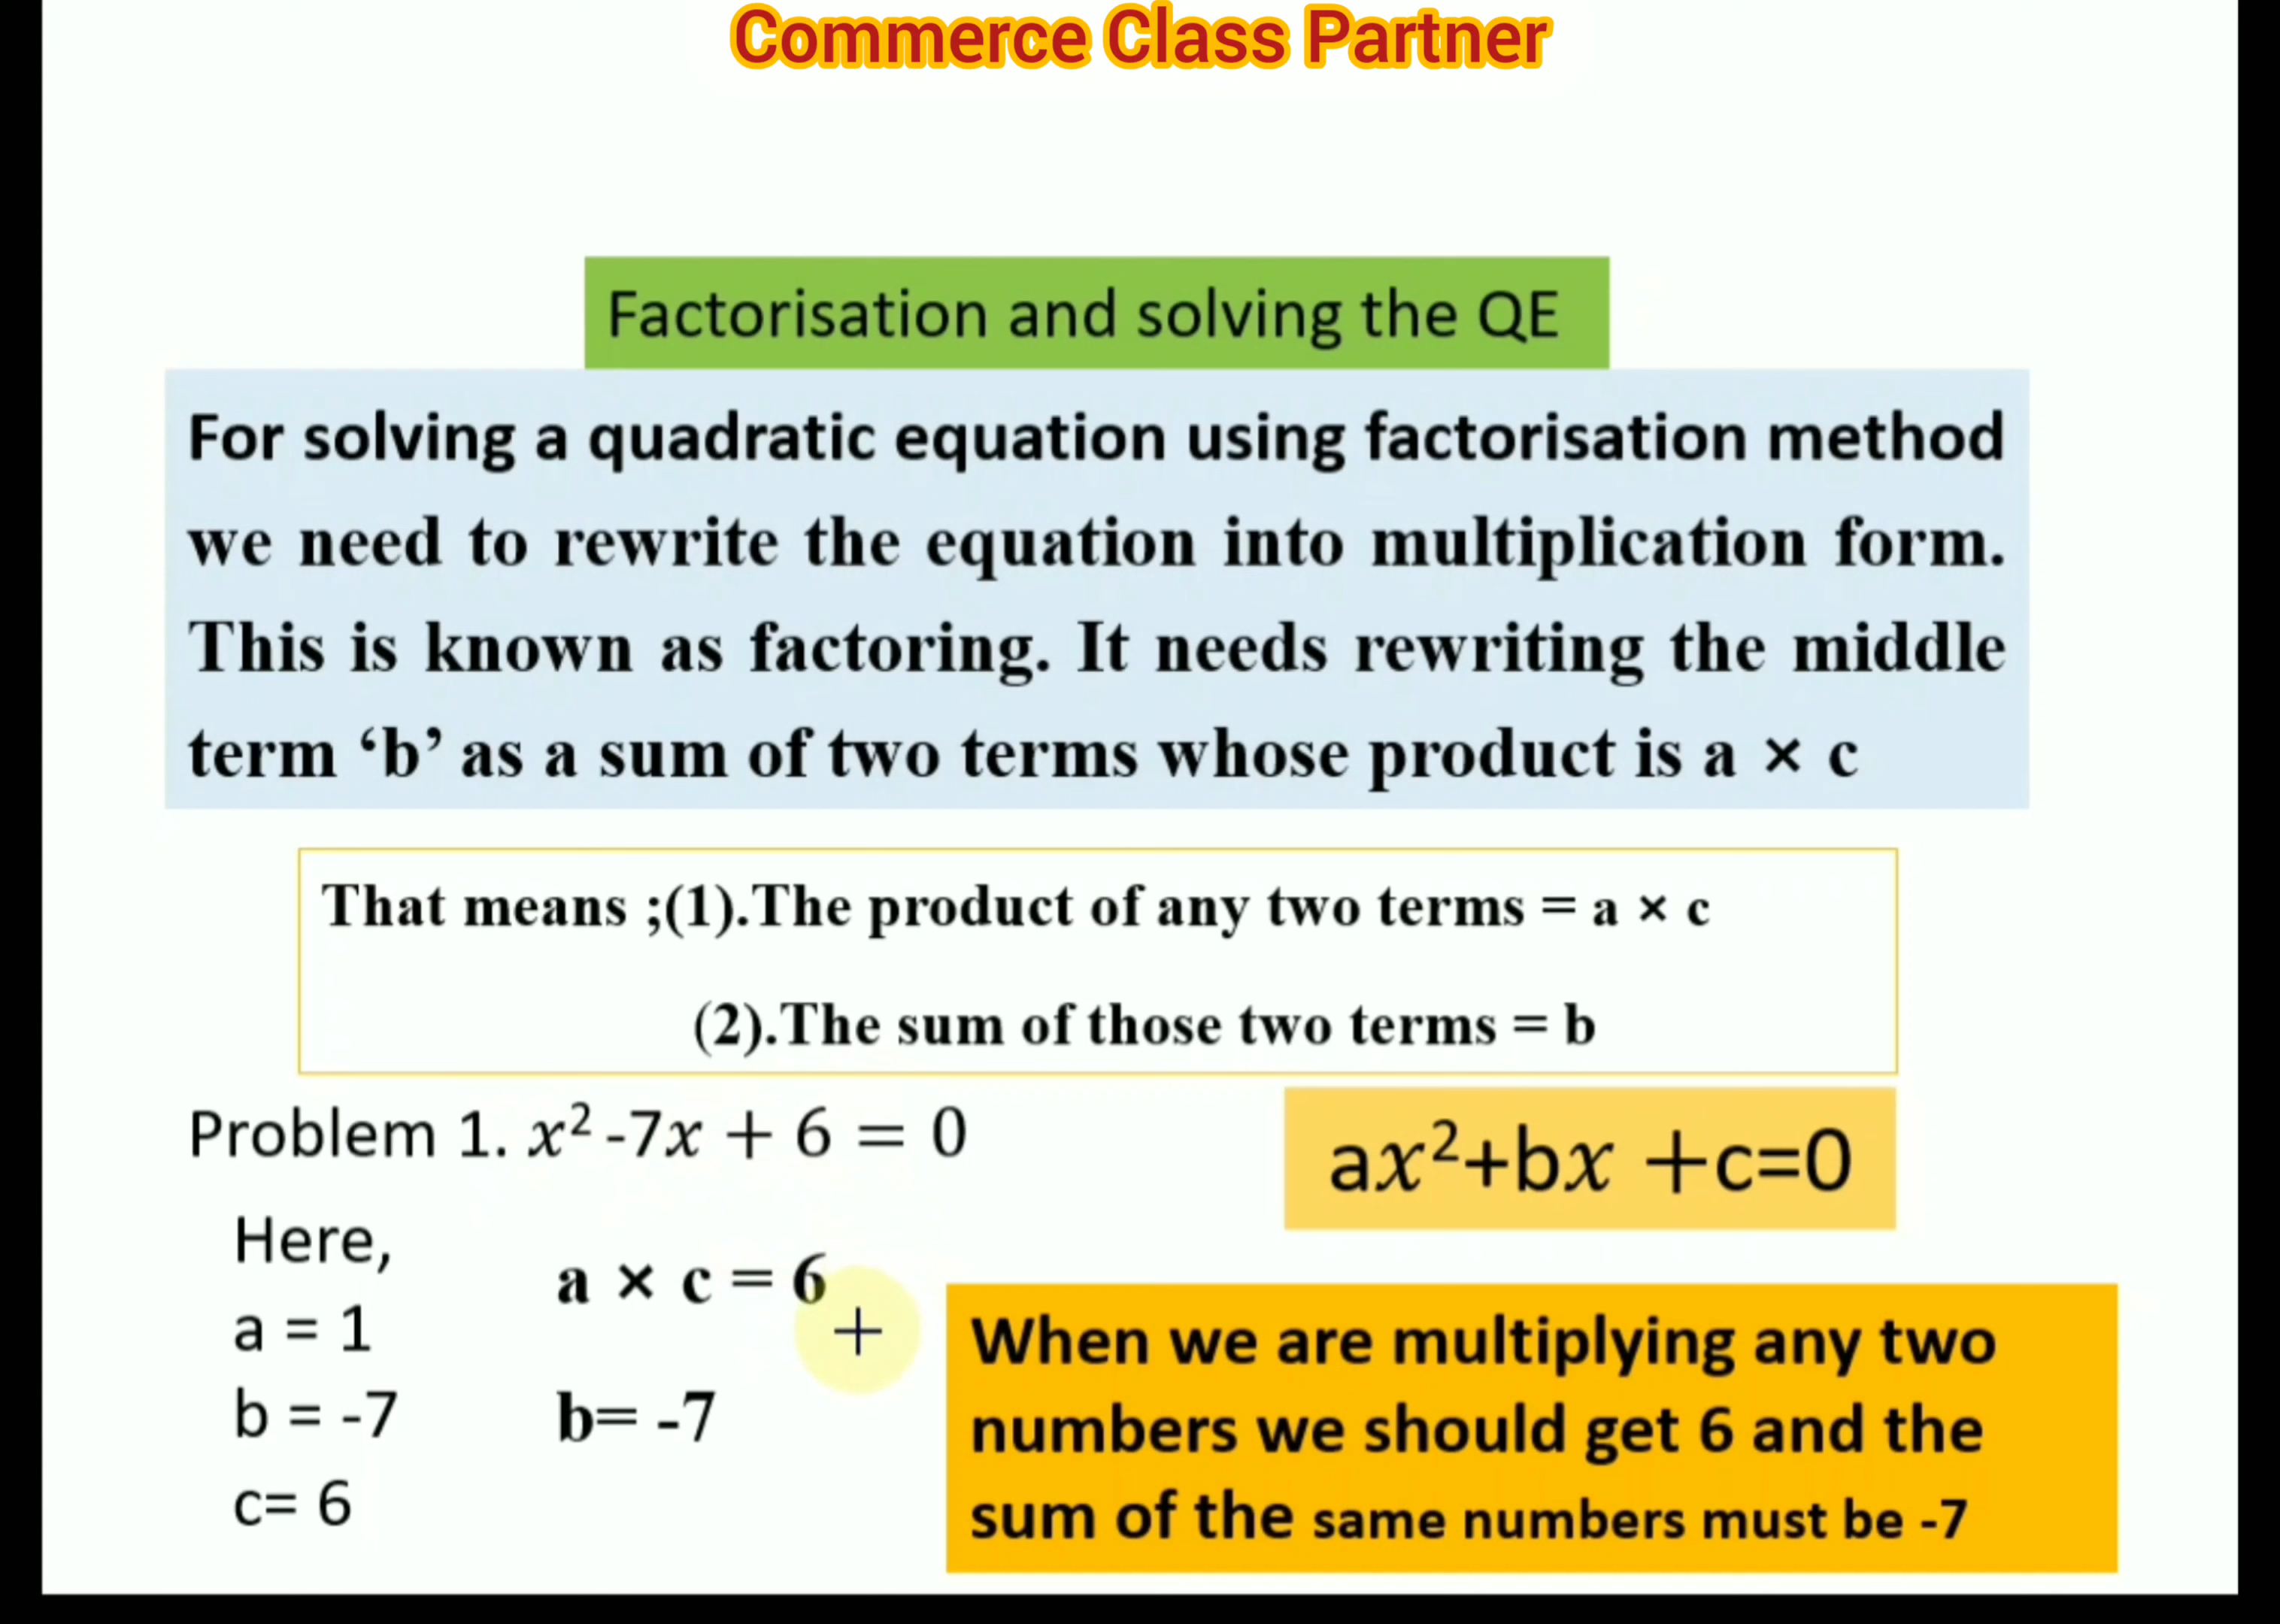 Commerce Class Partner
Factorisation and solving the QE
For solving a quadratic equation using factorisation method
we need to rewrite the equation into multiplication form.
This is known as factoring. It needs rewriting the middle
term ‘b’ as a sum of two terms whose product is a × c
That means ;(1).The product of any two terms = a × c
(2).The sum of those two terms = b
Problem 1. x² -7x + 6 = 0
ax²+bx +c=0
Here,
a = 1
b = -7
c= 6
a × c = 6
b= -7
When we are multiplying any two
numbers we should get 6 and the
sum of the same numbers must be -7